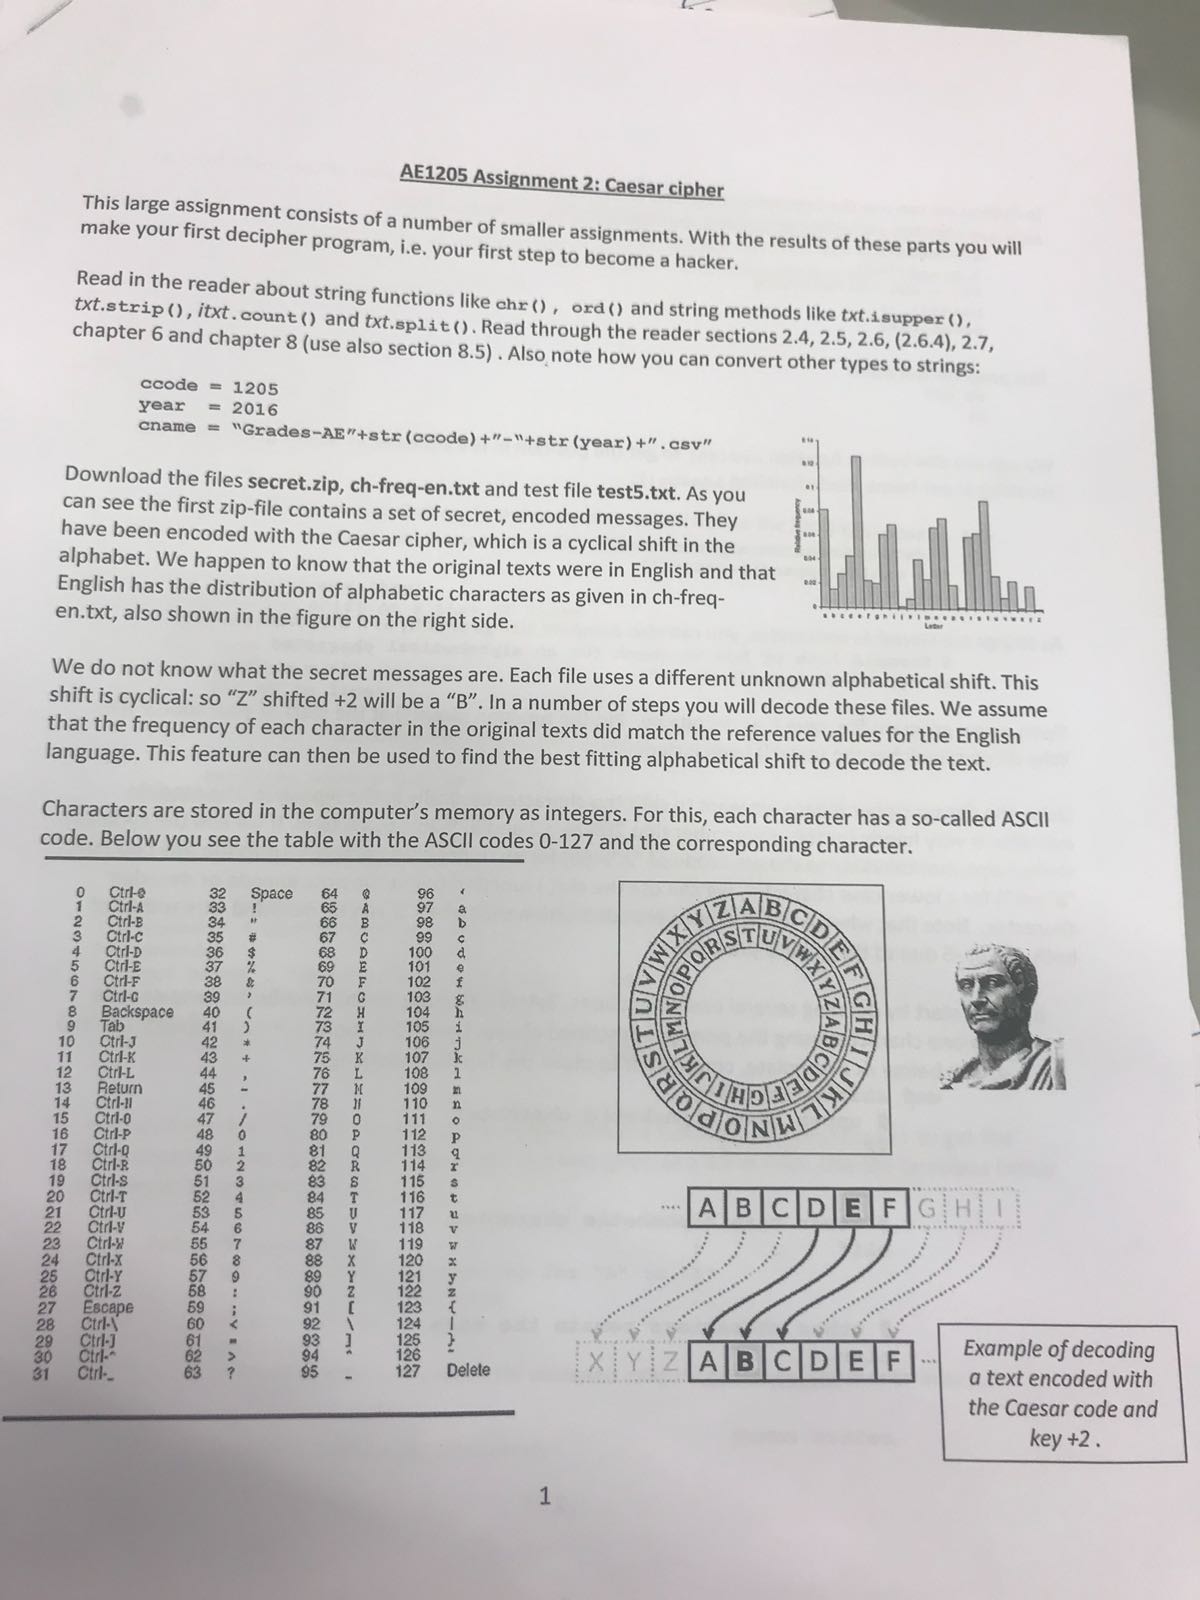 AE1205 Assignment 2: Caesar cipher
This large assignment consists of a number of smaller assignments. With the results of these parts you will
make your first decipher program, i.e. your first step to become a hacker.
Read in the reader about string functions like chr(), ord() and string methods like txt.isupper(),
txt.strip(), itxt.count() and txt.split(). Read through the reader sections 2.4, 2.5, 2.6, (2.6.4), 2.7,
chapter 6 and chapter 8 (use also section 8.5) . Also note how you can convert other types to strings:
ccode = 1205
year = 2016
cname = "Grades-AE"+str(ccode)+"-"+str(year)+".csv"
Download the files secret.zip, ch-freq-en.txt and test file test5.txt. As you
can see the first zip-file contains a set of secret, encoded messages. They
have been encoded with the Caesar cipher, which is a cyclical shift in the
alphabet. We happen to know that the original texts were in English and that
English has the distribution of alphabetic characters as given in ch-freq-
en.txt, also shown in the figure on the right side.
0.14
0.12
0.1
0.08
0.06
0.04
0.02
0
Relative frequency
a b c d e f g h i j k l m n o p q r s t u v w x y z
Letter
We do not know what the secret messages are. Each file uses a different unknown alphabetical shift. This
shift is cyclical: so "Z" shifted +2 will be a "B". In a number of steps you will decode these files. We assume
that the frequency of each character in the original texts did match the reference values for the English
language. This feature can then be used to find the best fitting alphabetical shift to decode the text.
Characters are stored in the computer's memory as integers. For this, each character has a so-called ASCII
code. Below you see the table with the ASCII codes 0-127 and the corresponding character.
0 Ctrl-@ 32 Space 64 @ 96 ‘
1 Ctrl-A 33 ! 65 A 97 a
2 Ctrl-B 34 " 66 B 98 b
3 Ctrl-C 35 # 67 C 99 c
4 Ctrl-D 36 $ 68 D 100 d
5 Ctrl-E 37 % 69 E 101 e
6 Ctrl-F 38 & 70 F 102 f
7 Ctrl-G 39 ’ 71 G 103 g
8 Backspace 40 ( 72 H 104 h
9 Tab 41 ) 73 I 105 i
10 Ctrl-J 42 * 74 J 106 j
11 Ctrl-K 43 + 75 K 107 k
12 Ctrl-L 44 , 76 L 108 l
13 Return 45 - 77 M 109 m
14 Ctrl-N 46 . 78 N 110 n
15 Ctrl-O 47 / 79 O 111 o
16 Ctrl-P 48 0 80 P 112 p
17 Ctrl-Q 49 1 81 Q 113 q
18 Ctrl-R 50 2 82 R 114 r
19 Ctrl-S 51 3 83 S 115 s
20 Ctrl-T 52 4 84 T 116 t
21 Ctrl-U 53 5 85 U 117 u
22 Ctrl-V 54 6 86 V 118 v
23 Ctrl-W 55 7 87 W 119 w
24 Ctrl-X 56 8 88 X 120 x
25 Ctrl-Y 57 9 89 Y 121 y
26 Ctrl-Z 58 : 90 Z 122 z
27 Escape 59 ; 91 [ 123 {
28 Ctrl-\ 60 < 92 \ 124 |
29 Ctrl-] 61 = 93 ] 125 }
30 Ctrl-^ 62 > 94 ^ 126 ~
31 Ctrl-_ 63 ? 95 _ 127 Delete
A B C D E F G H I J K L M N O P Q R S T U V W X Y Z
A B C D E F G H I J K L M N O P Q R S T U V W X Y Z
.... A B C D E F G H I
X Y Z A B C D E F ...
Example of decoding
a text encoded with
the Caesar code and
key +2 .
1